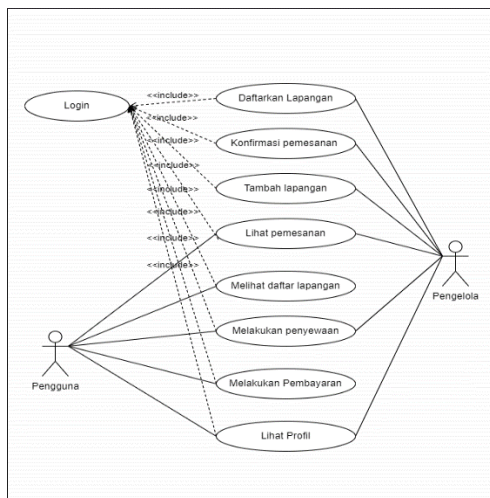 <<include>>
Login
Daftarkan Lapangan
<<include>>
Konfirmasi pemesanan
<<include>>
Tambah lapangan
<<include>>
<<include>>
Lihat pemesanan
<<include>>
<<include>>
Melihat daftar lapangan
Pengelola
Melakukan penyewaan
Pengguna
Melakukan Pembayaran
Lihat Profil